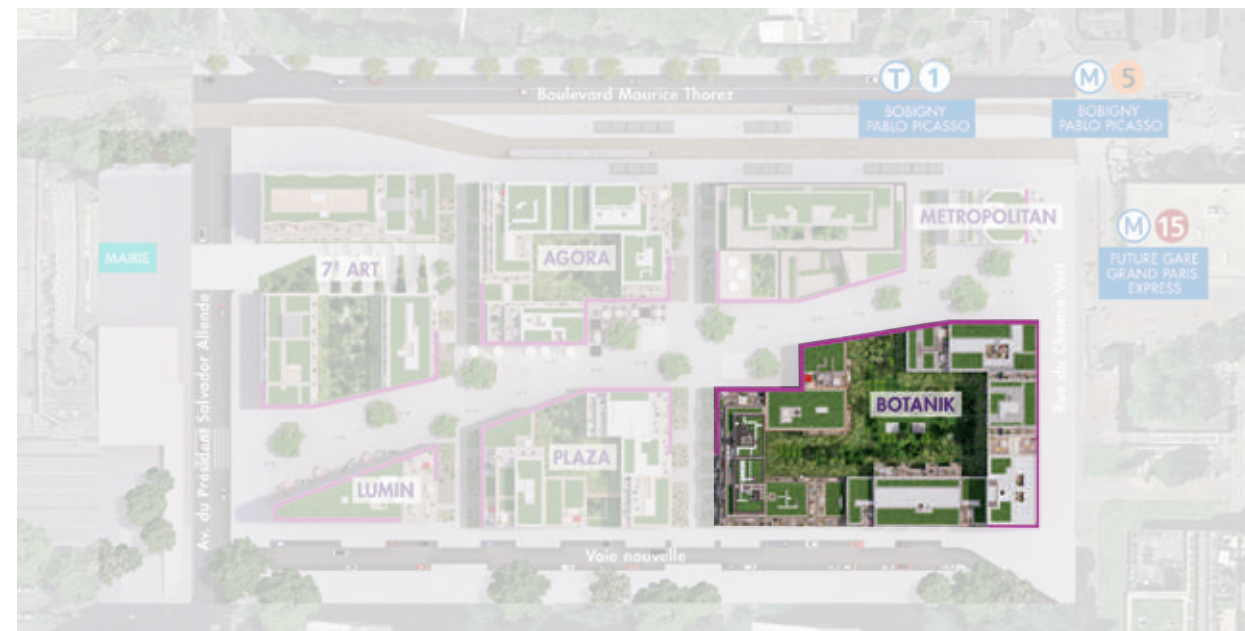 Boulevard Maurice Thorez
T 1
BOBIGNY
PABLO PICASSO
M 5
BOBIGNY
PABLO PICASSO
METROPOLITAN
M 15
FUTURE GARE
GRAND PARIS
EXPRESS
MAIRIE
7E ART
AGORA
Av. du Président Salvador Allende
Rue du Chemin Vert
BOTANIK
PLAZA
LUMIN
Voie nouvelle